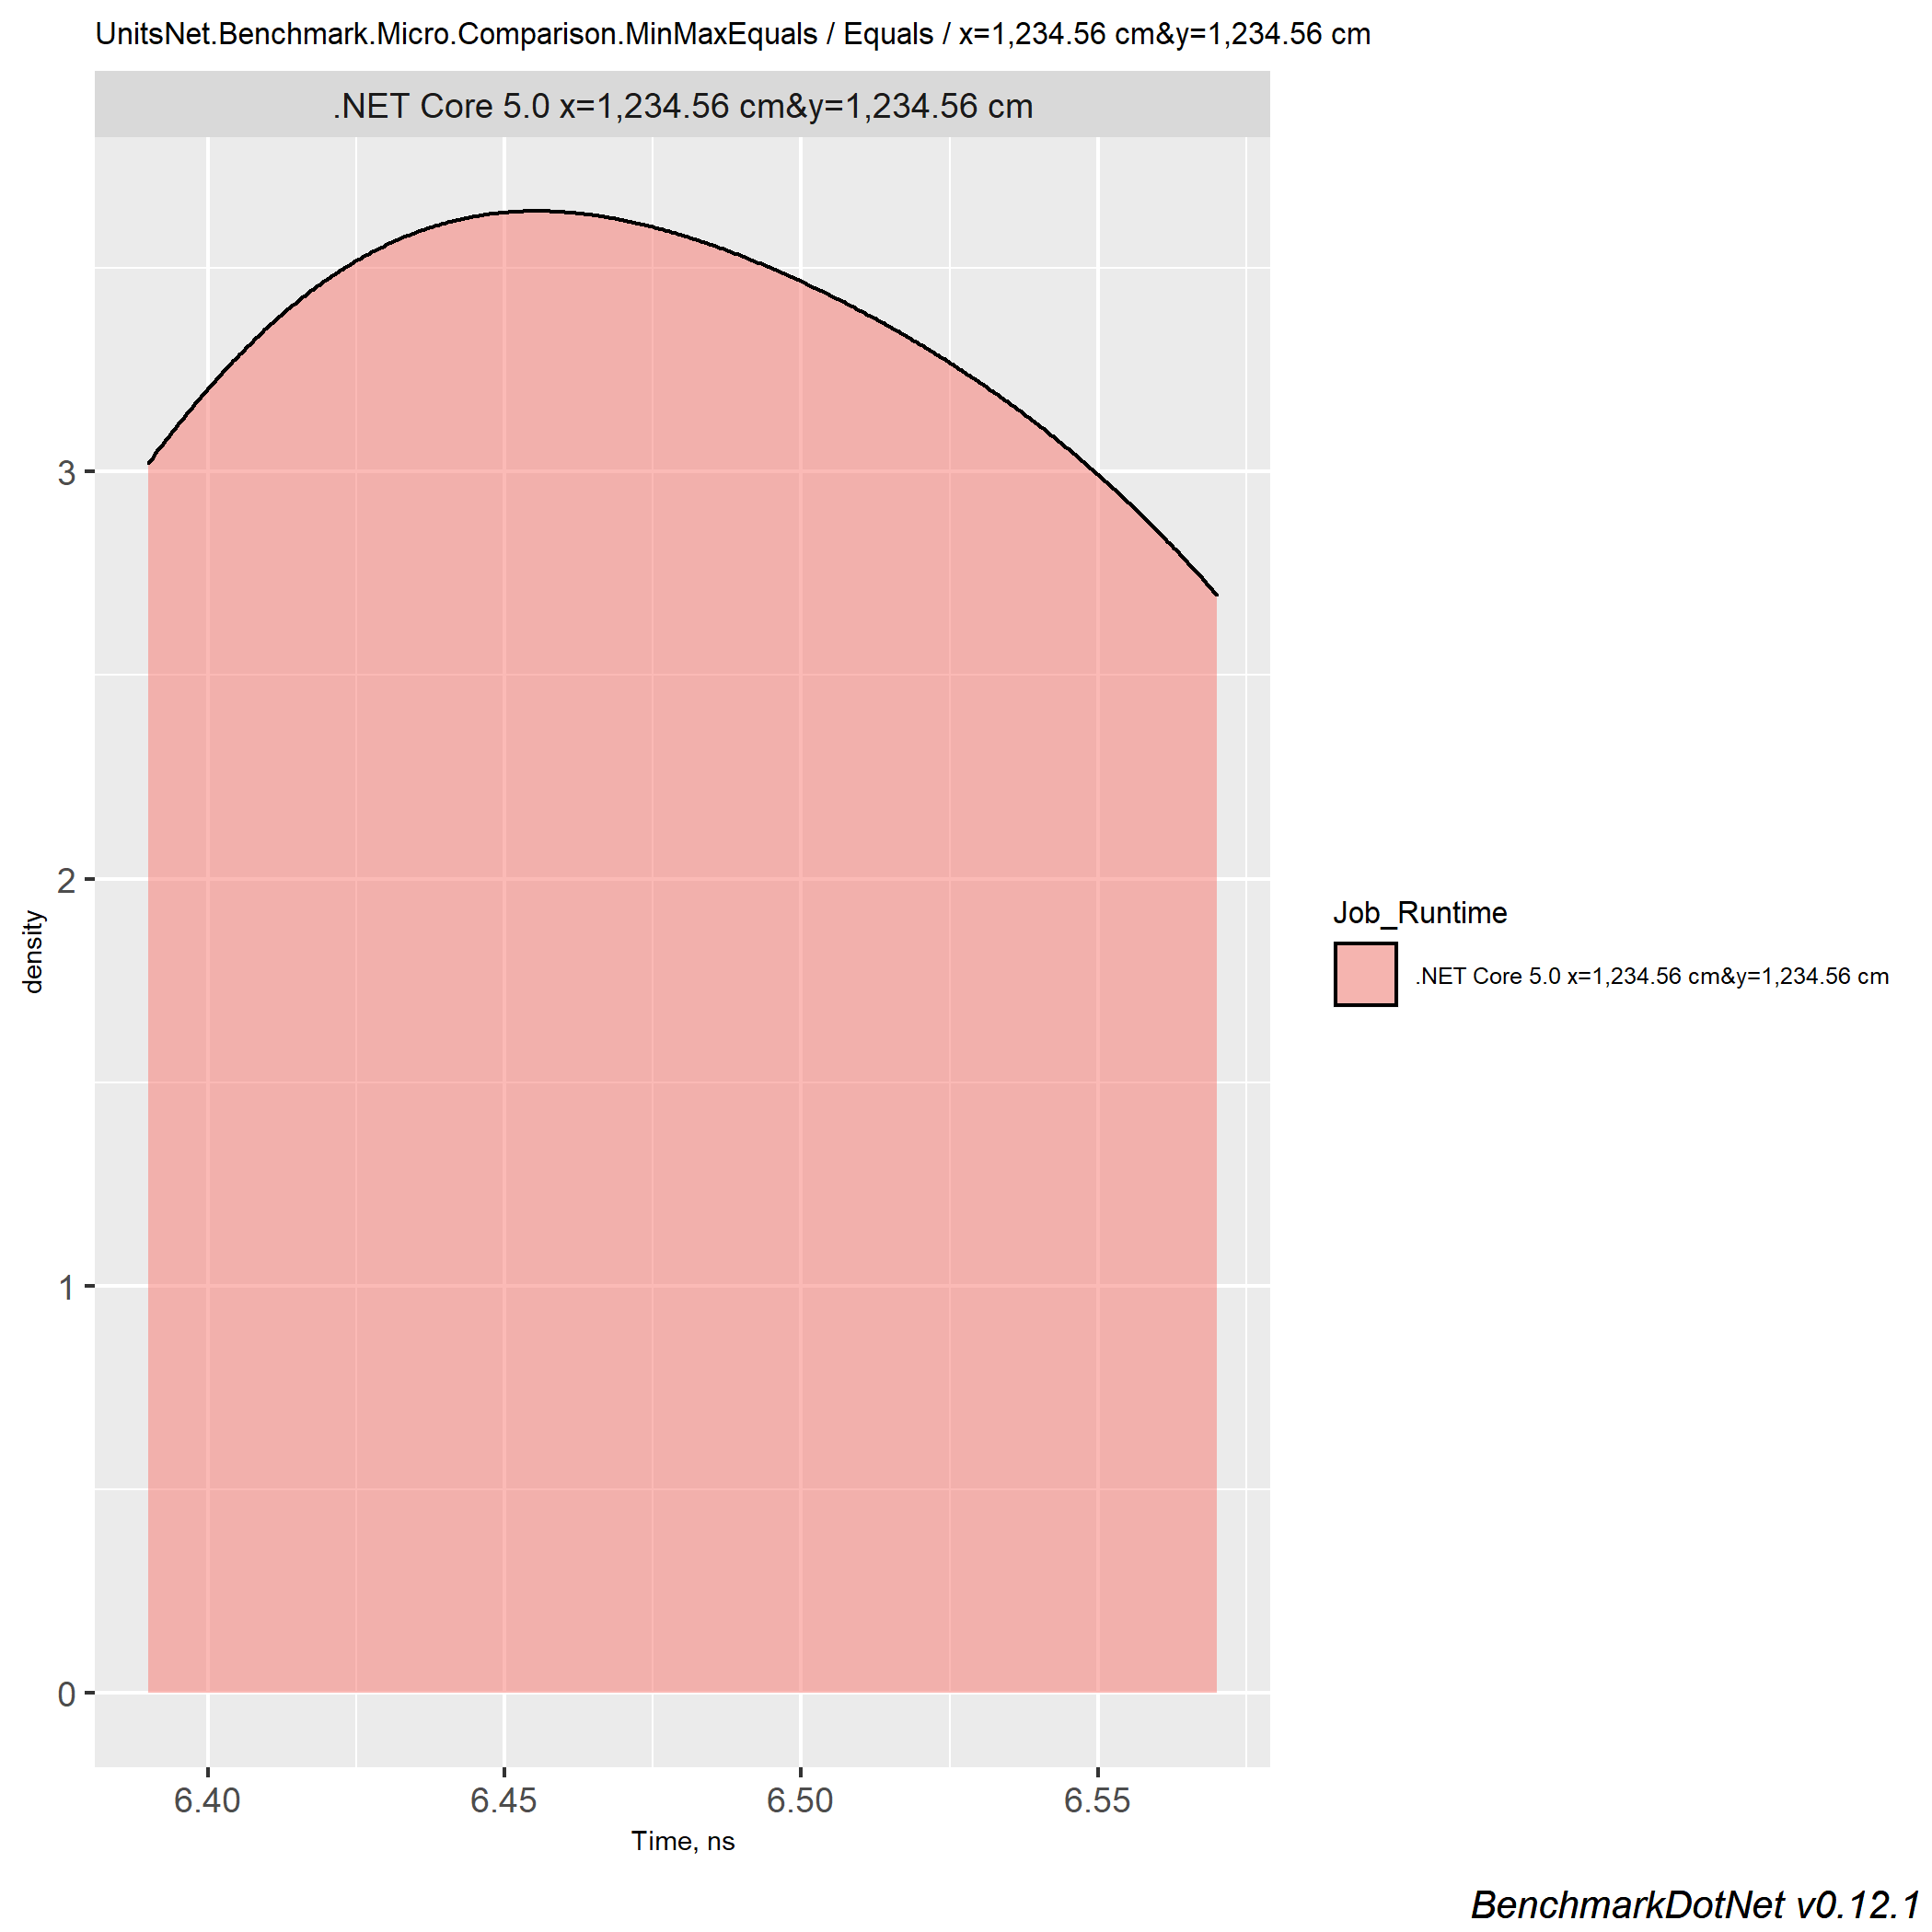 UnitsNet.Benchmark.Micro.Comparison.MinMaxEquals / Equals / x=1,234.56 cm&y=1,234.56 cm
.NET Core 5.0 x=1,234.56 cm&y=1,234.56 cm
3
2
1
0
density
6.40 6.45 6.50 6.55
Time, ns
Job_Runtime
.NET Core 5.0 x=1,234.56 cm&y=1,234.56 cm
BenchmarkDotNet v0.12.1